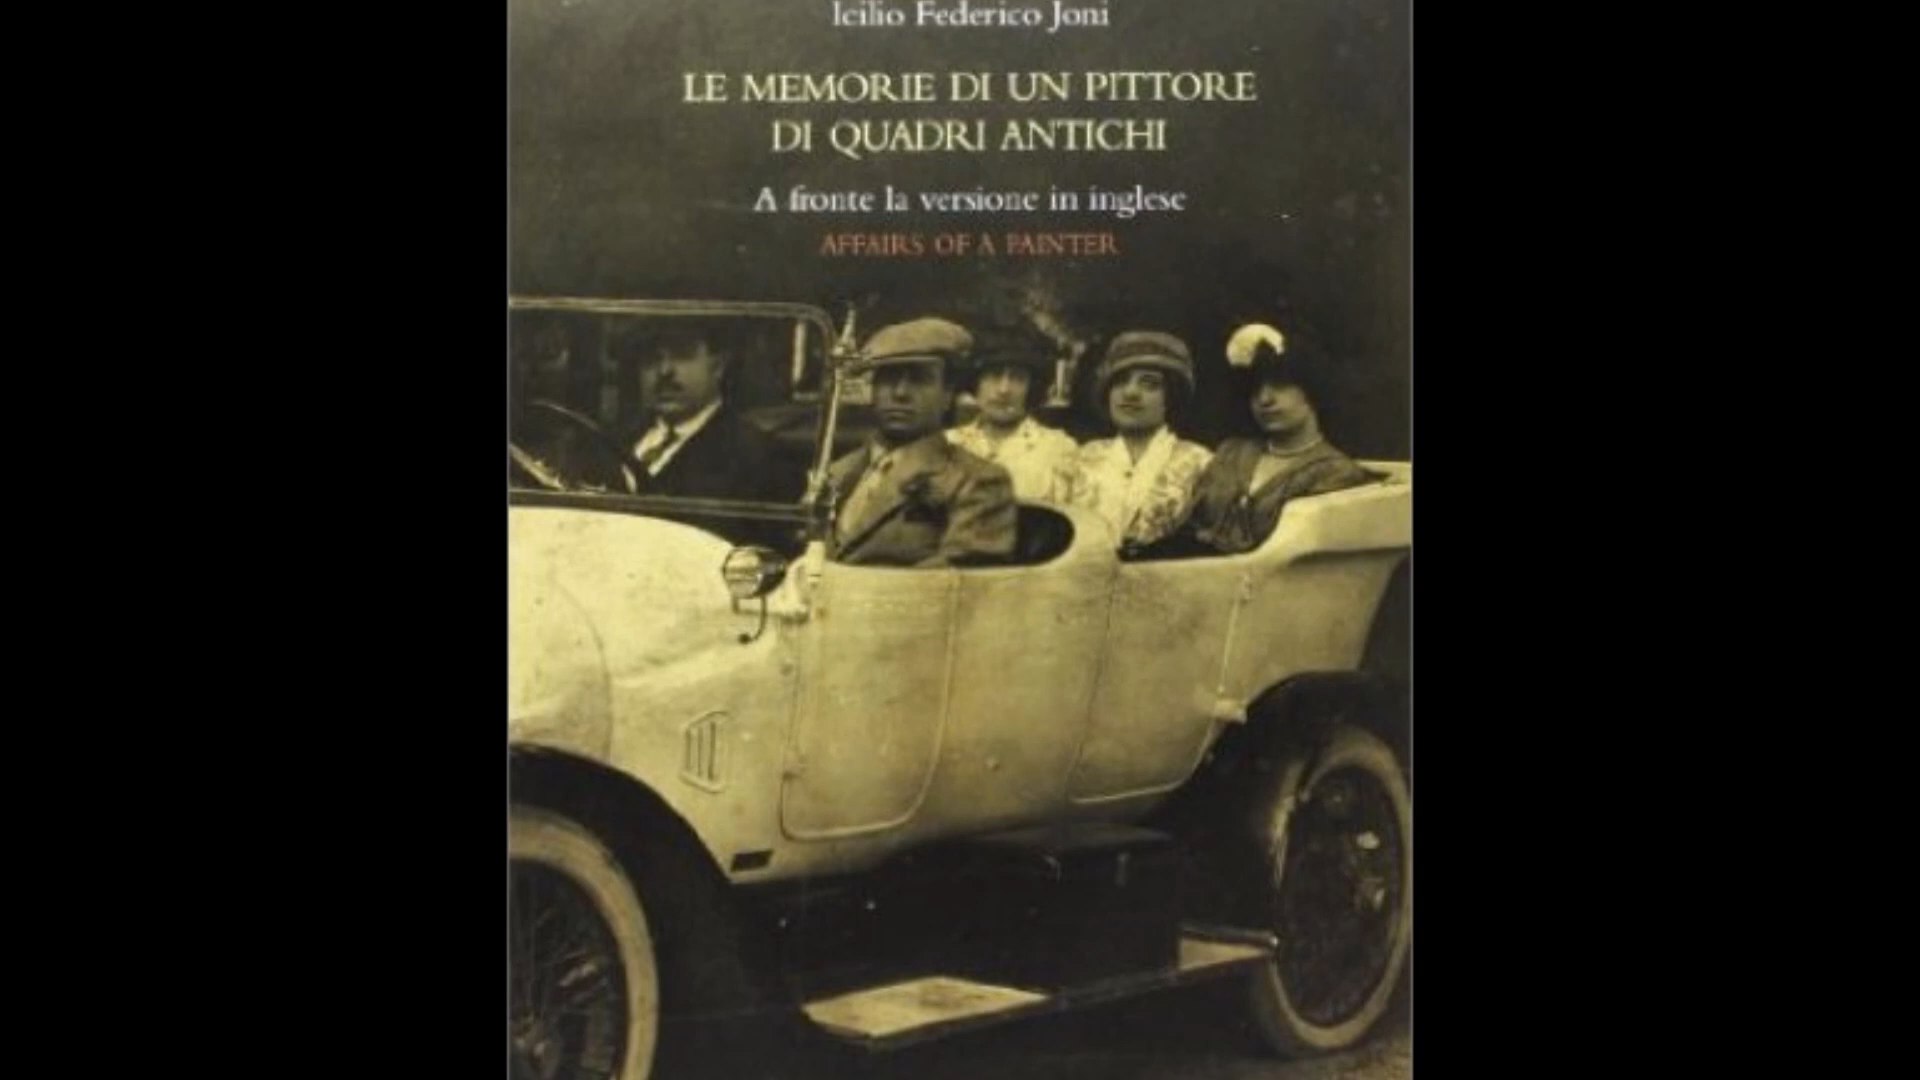 Icilio Federico Joni
LE MEMORIE DI UN PITTORE
DI QUADRI ANTICHI
A fronte la versione in inglese
AFFAIRS OF A PAINTER